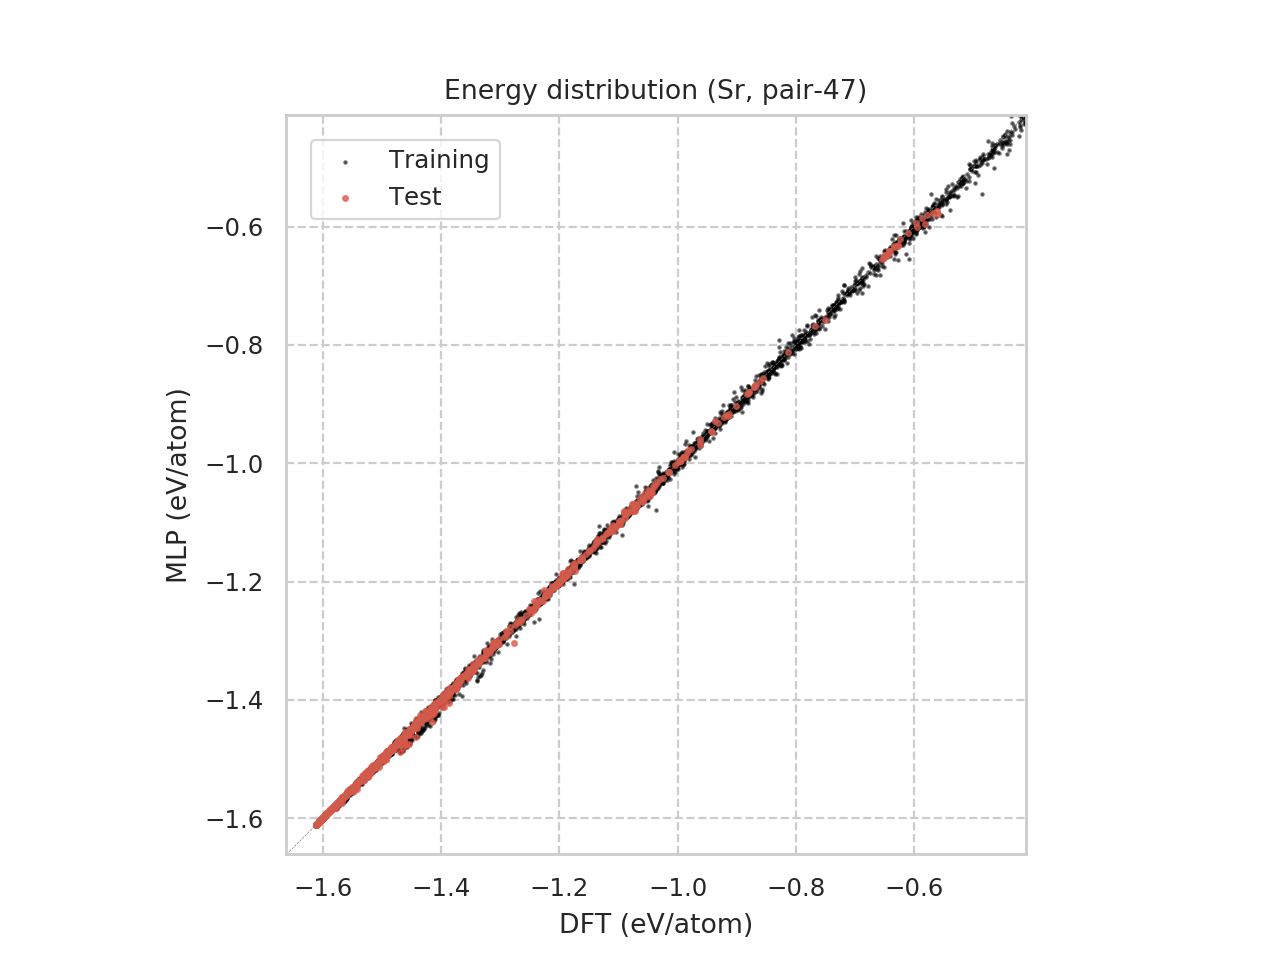 Energy distribution (Sr, pair-47)
Training
Test
MLP (eV/atom)
−0.6
−0.8
−1.0
−1.2
−1.4
−1.6
−1.6 −1.4 −1.2 −1.0 −0.8 −0.6
DFT (eV/atom)